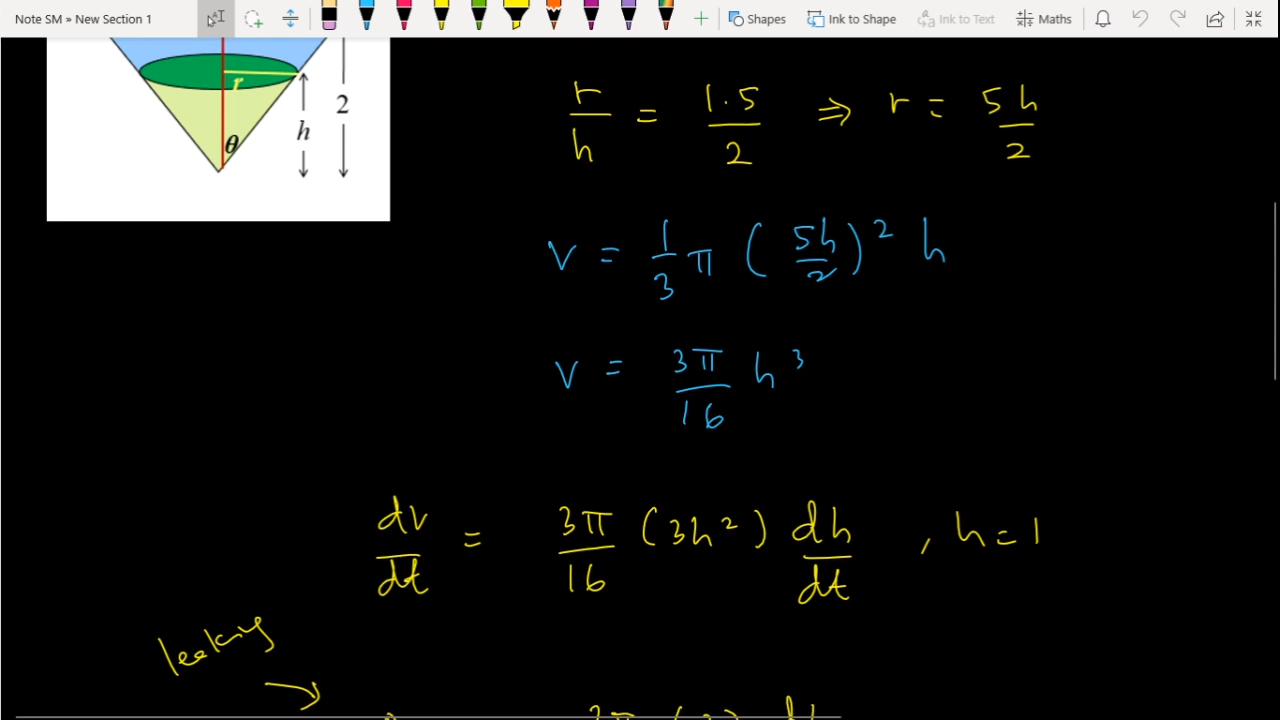 Note SM » New Section 1
Shapes
Ink to Shape
Ink to Text
Maths
r
θ
h
2
r/h = 1.5/2 ⇒ r = 5h/2
V = 1/3 π (5h/2)² h
V = 3π/16 h³
dv/dt = 3π/16 (3h²) dh/dt , h=1
leaking